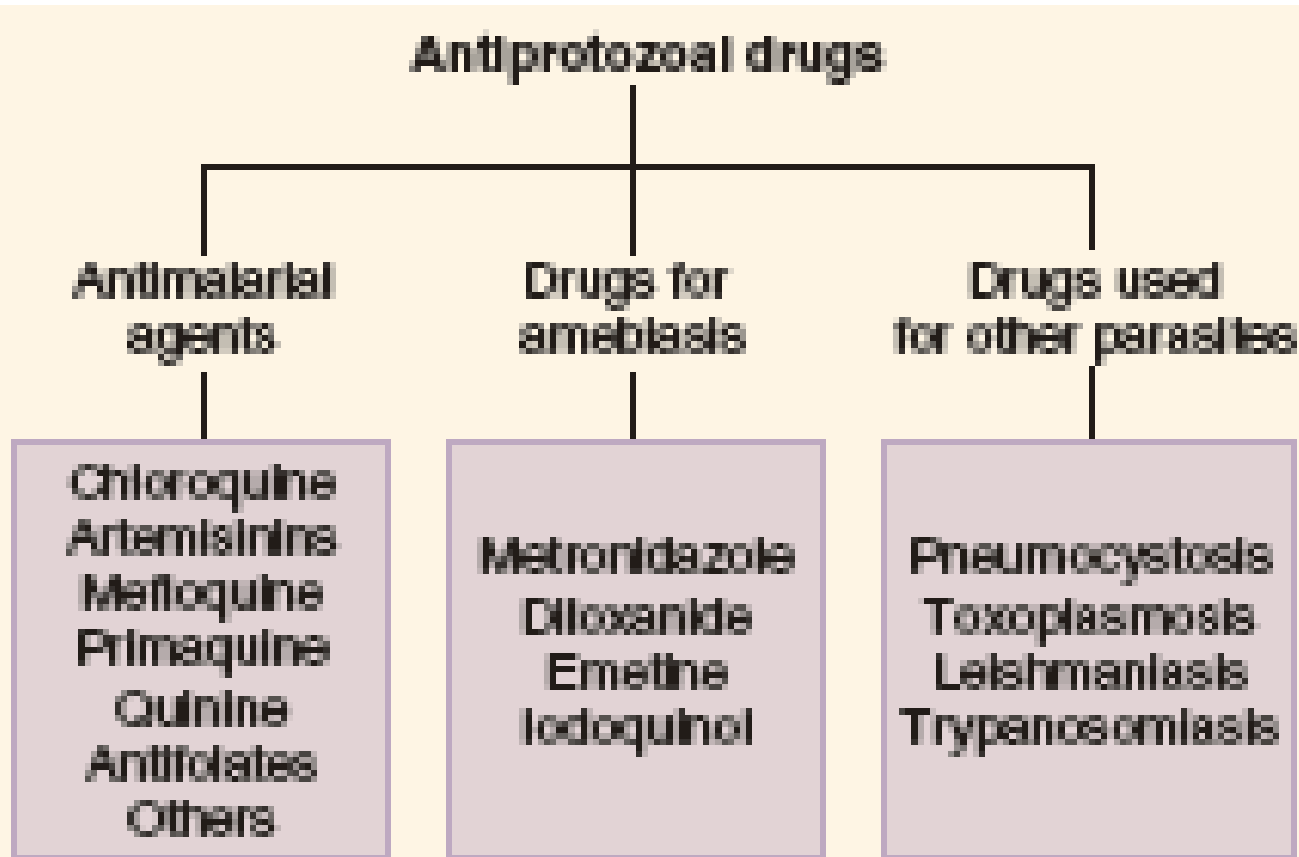 Antiprotozoal drugs
Antimalarial
agents
Drugs for
amebiasis
Drugs used
for other parasites
Chloroquine
Artemisinins
Mefloquine
Primaquine
Quinine
Antifolates
Others
Metronidazole
Diloxanide
Emetine
Iodoquinol
Pneumocystosis
Toxoplasmosis
Leishmaniasis
Trypanosomiasis